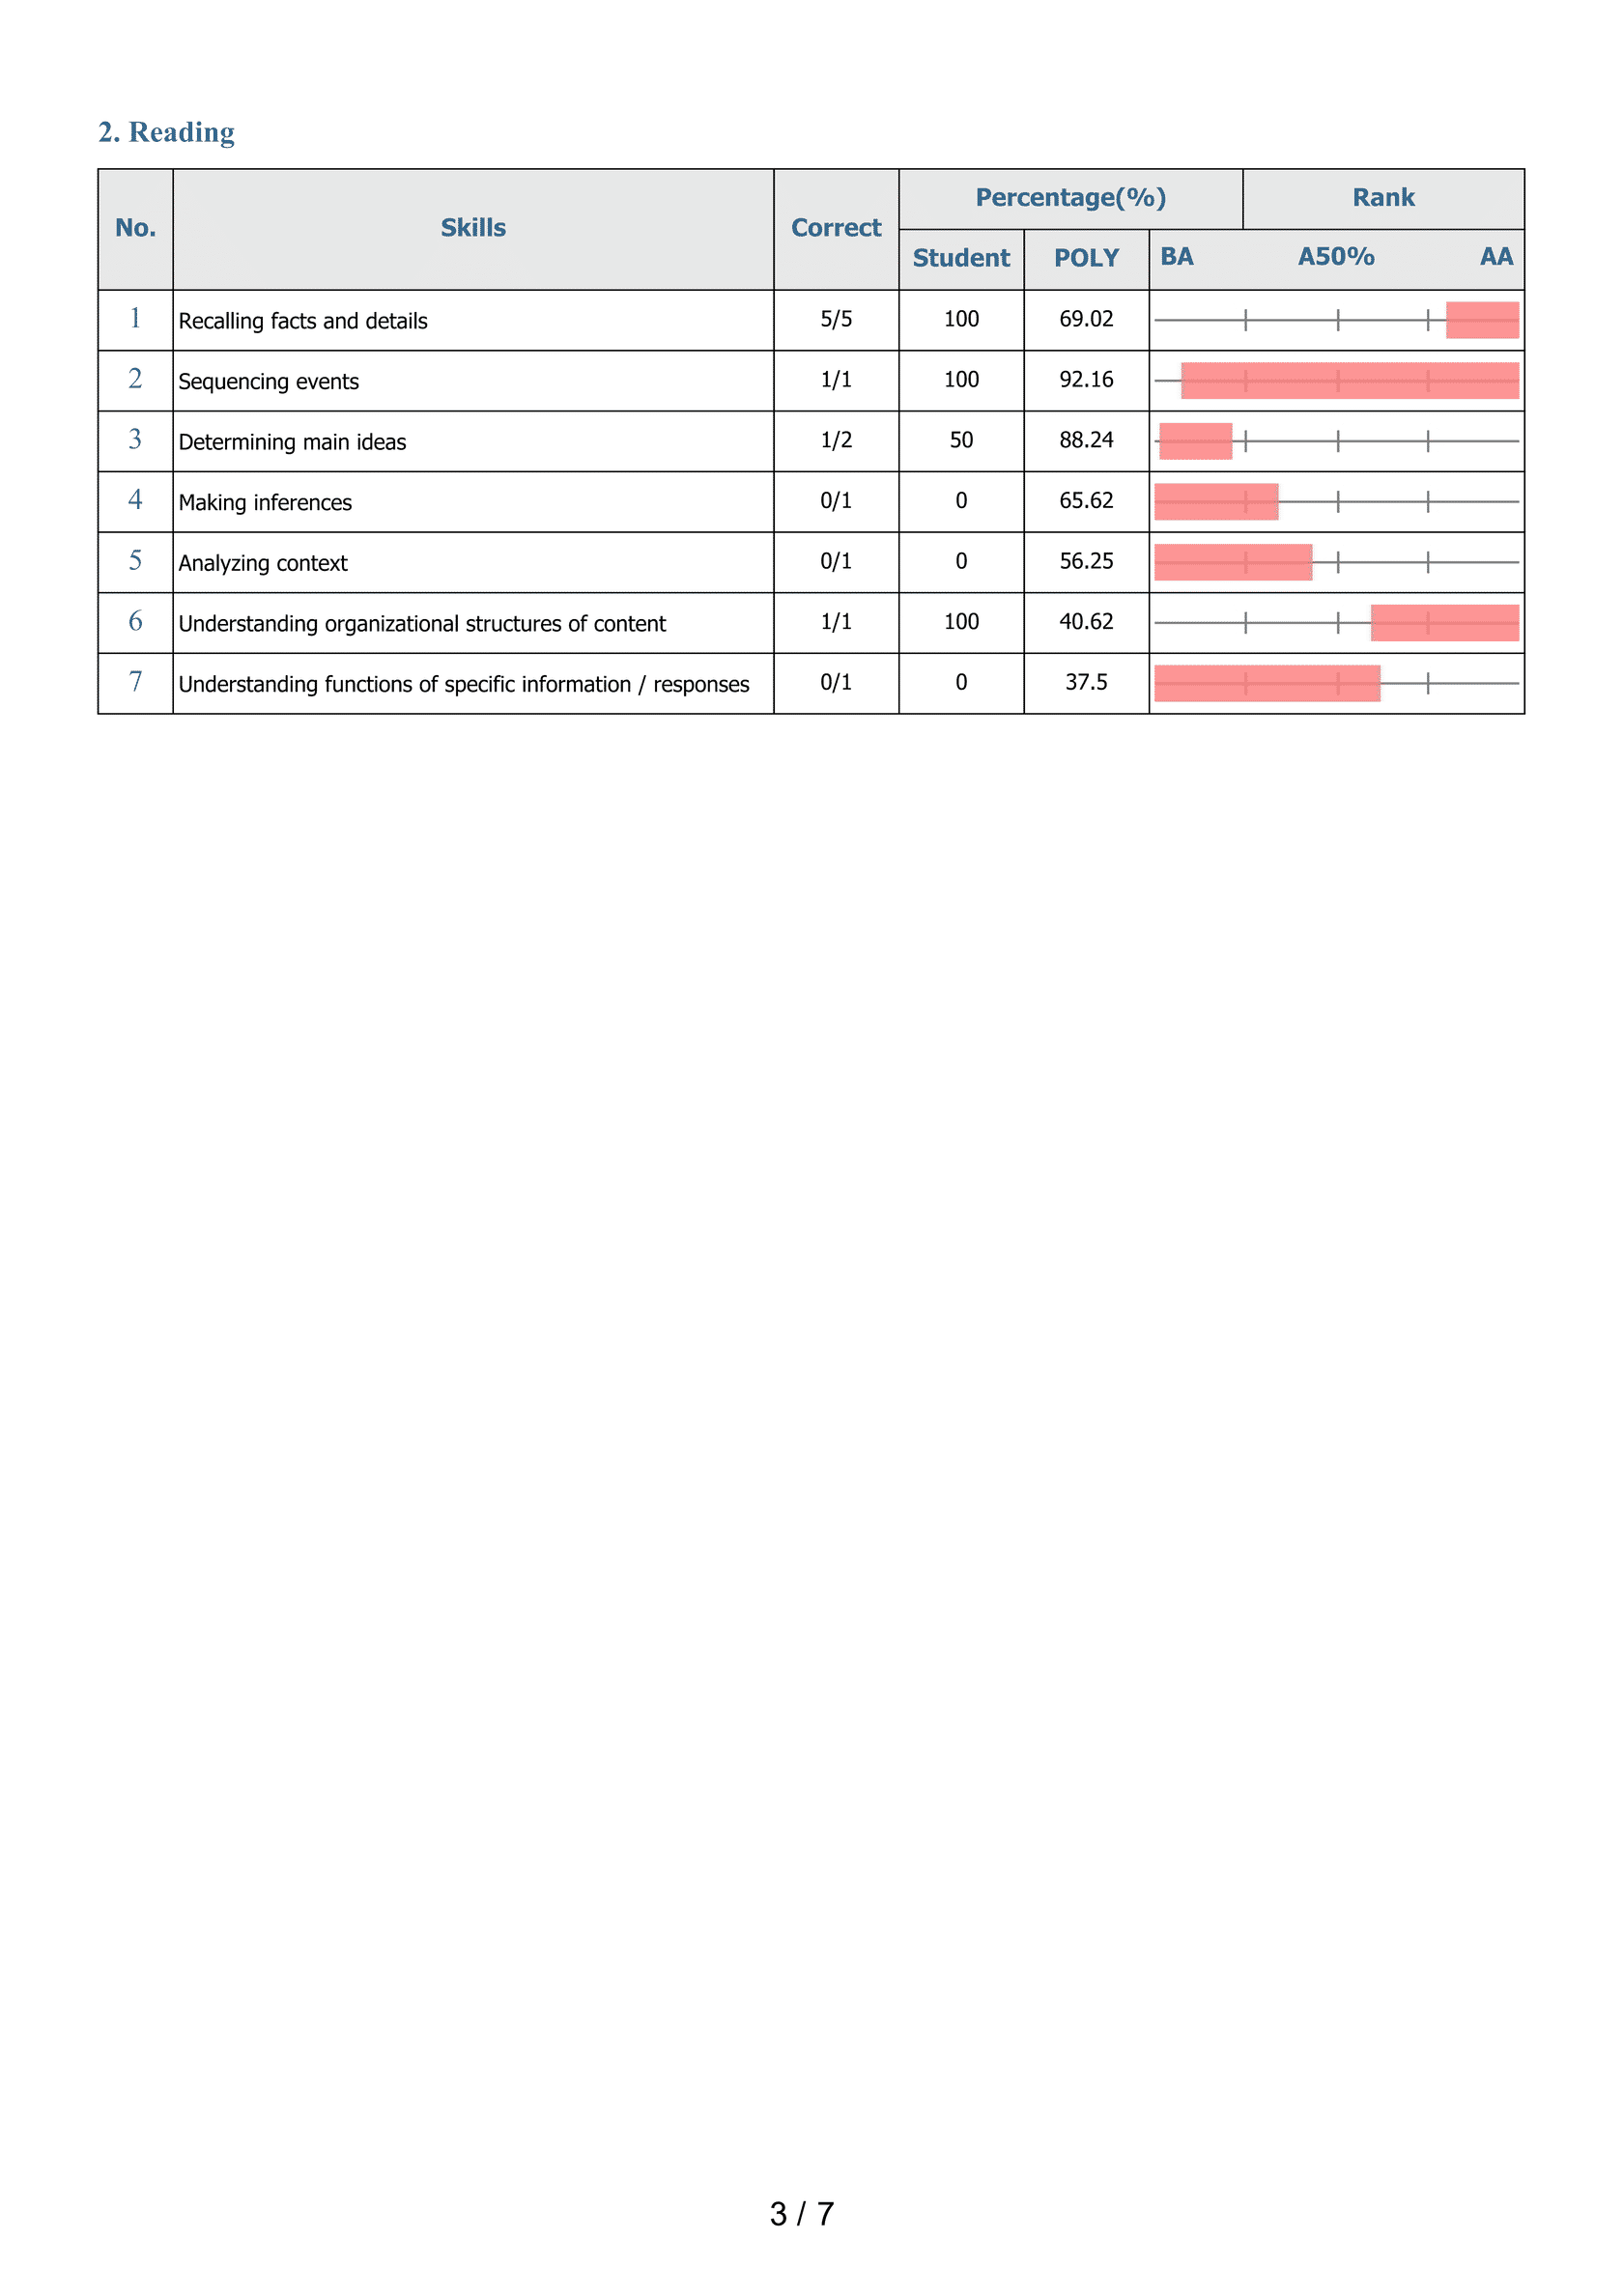 2. Reading
No. Skills Correct Percentage(%) Rank
Student POLY BA A50% AA
1 Recalling facts and details 5/5 100 69.02
2 Sequencing events 1/1 100 92.16
3 Determining main ideas 1/2 50 88.24
4 Making inferences 0/1 0 65.62
5 Analyzing context 0/1 0 56.25
6 Understanding organizational structures of content 1/1 100 40.62
7 Understanding functions of specific information / responses 0/1 0 37.5
3 / 7